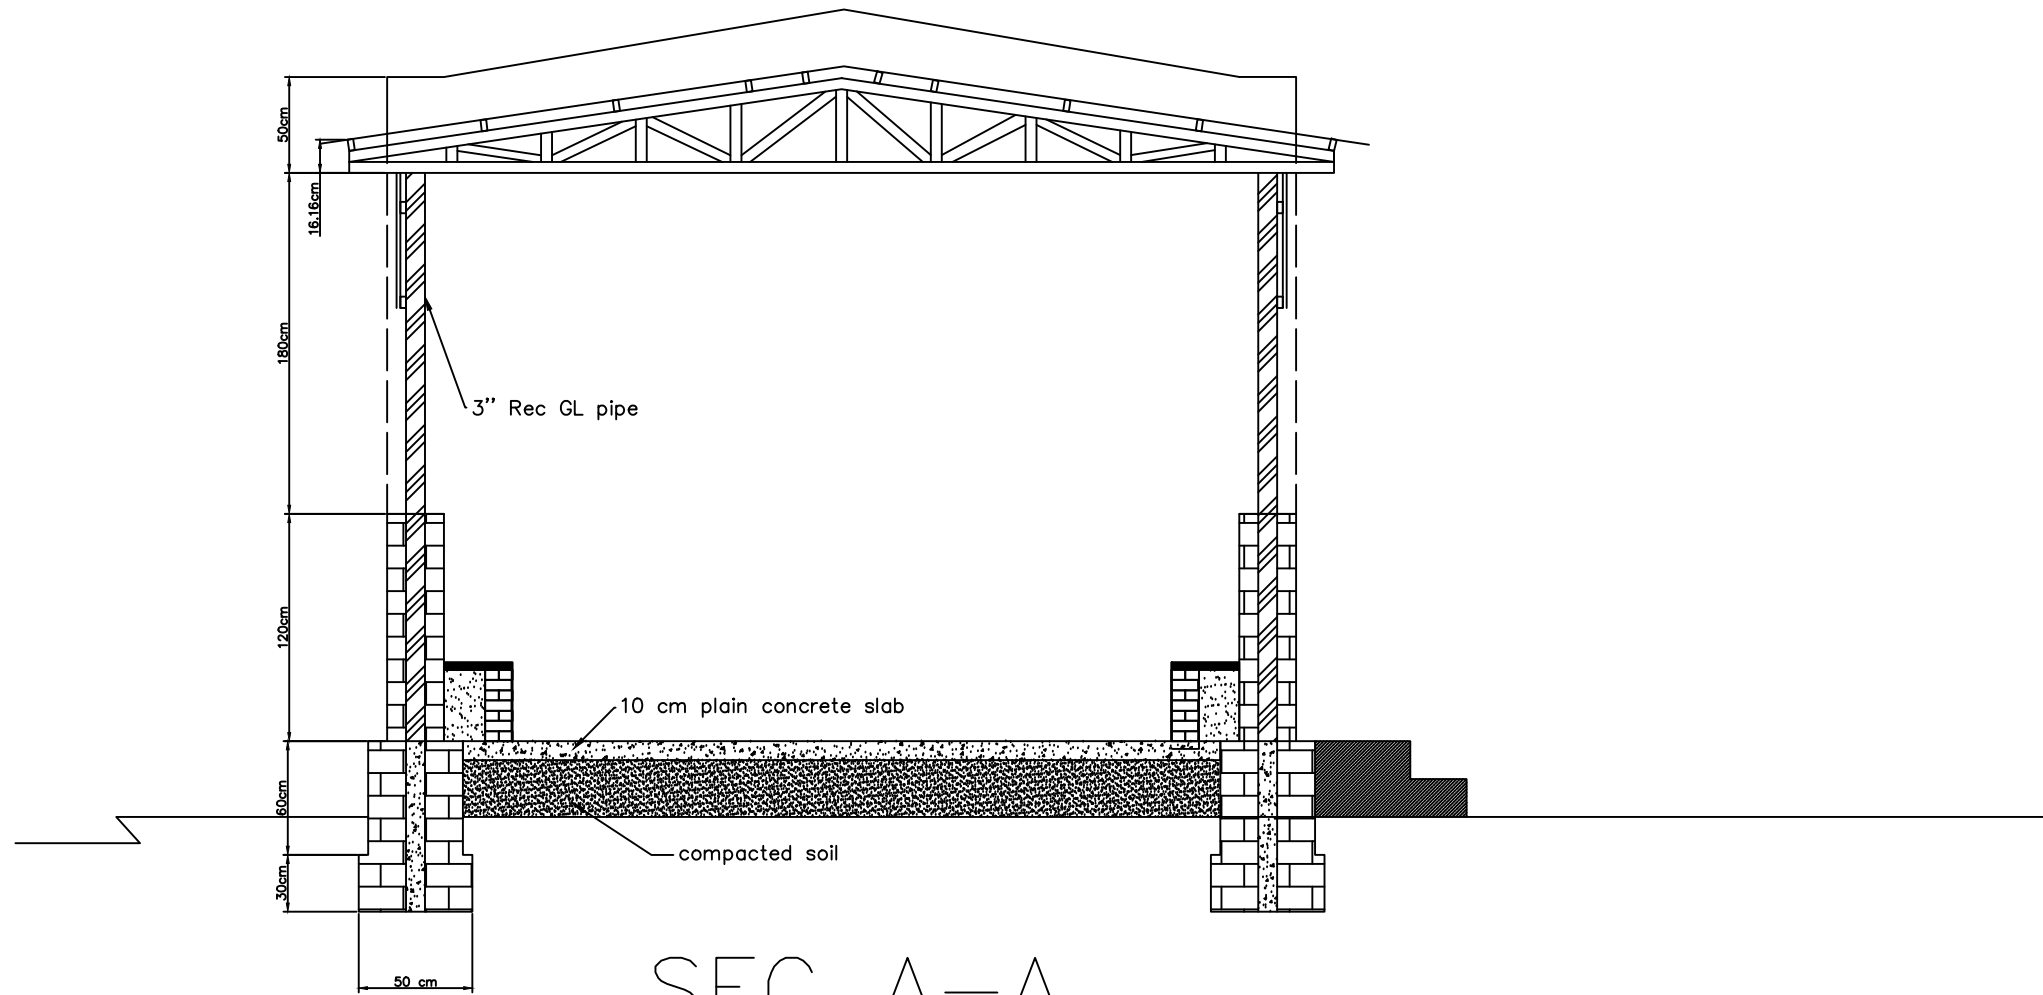 50cm
16.16cm
180cm
3" Rec GL pipe
120cm
10 cm plain concrete slab
60cm
compacted soil
30cm
50 cm
SEC A-A